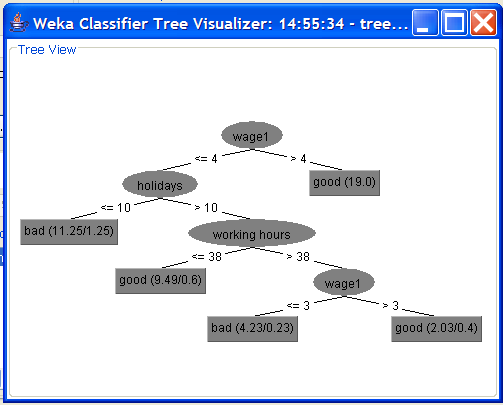 Weka Classifier Tree Visualizer: 14:55:34 - tree...
Tree View
wage1
<= 4 > 4
holidays good (19.0)
<= 10 > 10
bad (11.25/1.25) working hours
<= 38 > 38
good (9.49/0.6) wage1
<= 3 > 3
bad (4.23/0.23) good (2.03/0.4)